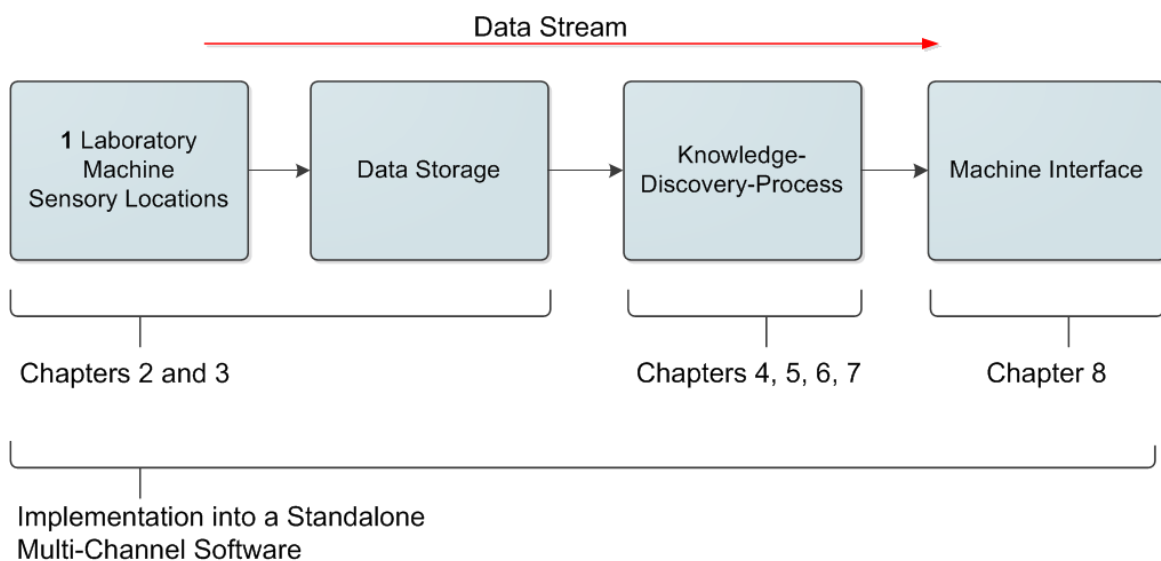 Data Stream
1 Laboratory
Machine
Sensory Locations
Data Storage
Knowledge-
Discovery-Process
Machine Interface
Chapters 2 and 3
Chapters 4, 5, 6, 7
Chapter 8
Implementation into a Standalone
Multi-Channel Software